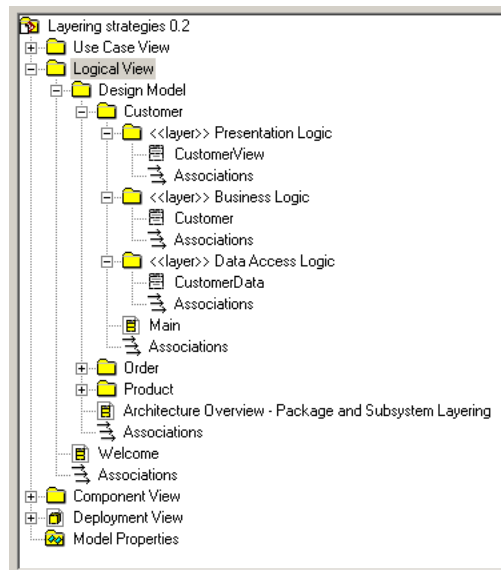 Layering strategies 0.2
Use Case View
Logical View
Design Model
Customer
<<layer>> Presentation Logic
CustomerView
Associations
<<layer>> Business Logic
Customer
Associations
<<layer>> Data Access Logic
CustomerData
Associations
Main
Associations
Order
Product
Architecture Overview - Package and Subsystem Layering
Associations
Welcome
Associations
Component View
Deployment View
Model Properties